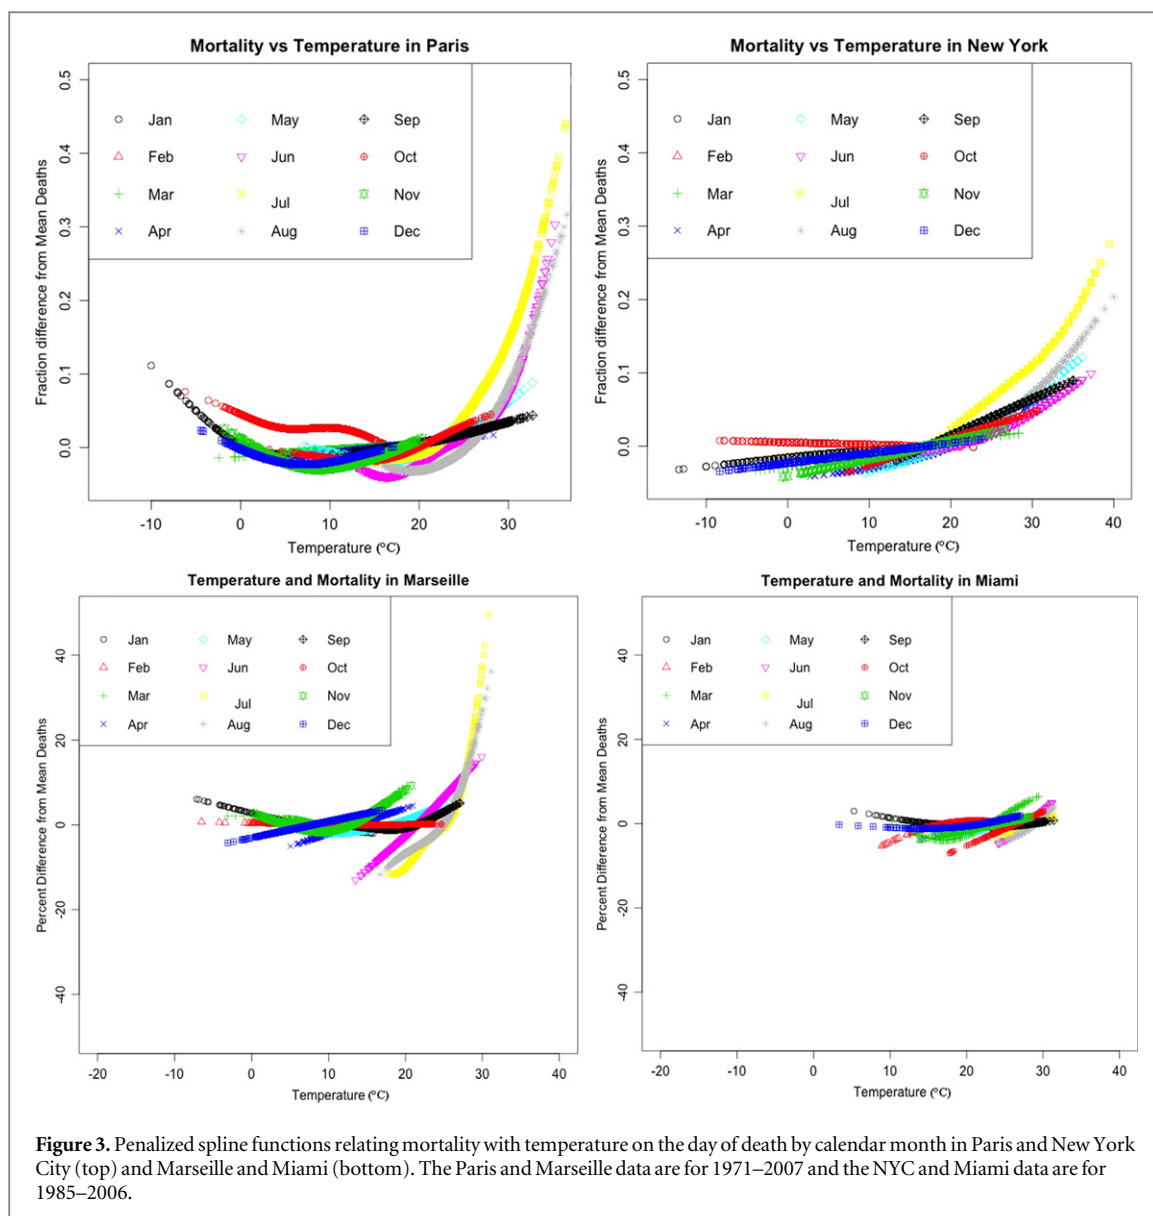 Mortality vs Temperature in Paris
Fraction difference from Mean Deaths
0.5
0.4
0.3
0.2
0.1
0.0
Jan May Sep
Feb Jun Oct
Mar Jul Nov
Apr Aug Dec
-10 0 10 20 30
Temperature (°C)
Mortality vs Temperature in New York
Fraction difference from Mean Deaths
0.5
0.4
0.3
0.2
0.1
0.0
Jan May Sep
Feb Jun Oct
Mar Jul Nov
Apr Aug Dec
-10 0 10 20 30 40
Temperature (°C)
Temperature and Mortality in Marseille
Percent Difference from Mean Deaths
40
20
0
-20
40
Jan May Sep
Feb Jun Oct
Mar Jul Nov
Apr Aug Dec
-20 -10 0 10 20 30 40
Temperature (°C)
Temperature and Mortality in Miami
Percent Difference from Mean Deaths
40
20
0
-20
-40
Jan May Sep
Feb Jun Oct
Mar Jul Nov
Apr Aug Dec
-20 -10 0 10 20 30 40
Temperature (°C)
Figure 3. Penalized spline functions relating mortality with temperature on the day of death by calendar month in Paris and New York
City (top) and Marseille and Miami (bottom). The Paris and Marseille data are for 1971–2007 and the NYC and Miami data are for
1985–2006.